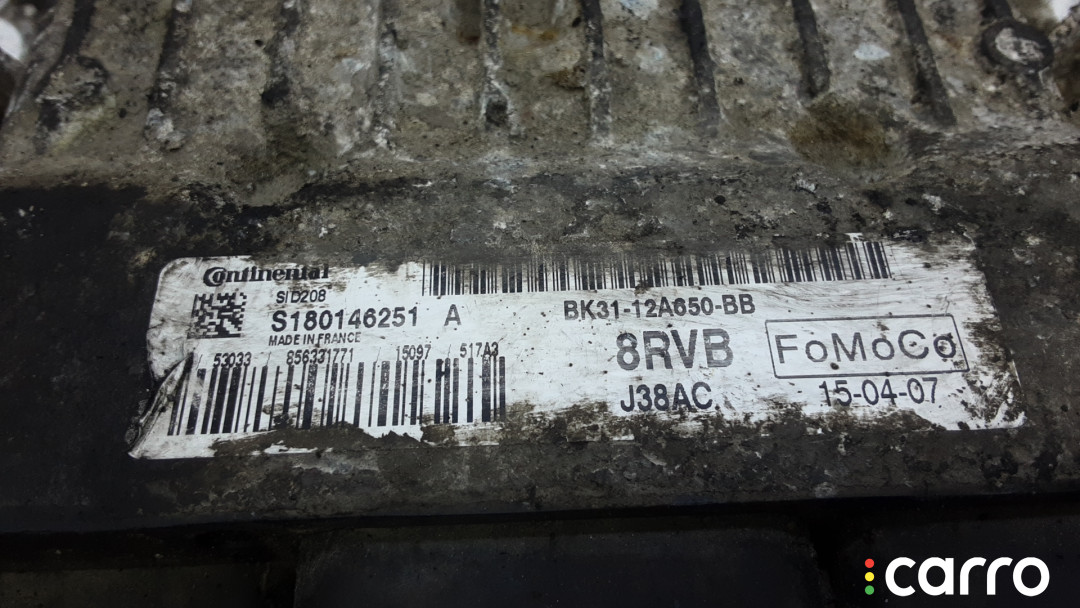 Continental
SID208
S180146251 A
MADE IN FRANCE
/ 53033 / 856331771 / 15097 / 517A3
BK31-12A650-BB
8RVB
FoMoCo
J38AC
15-04-07
carro